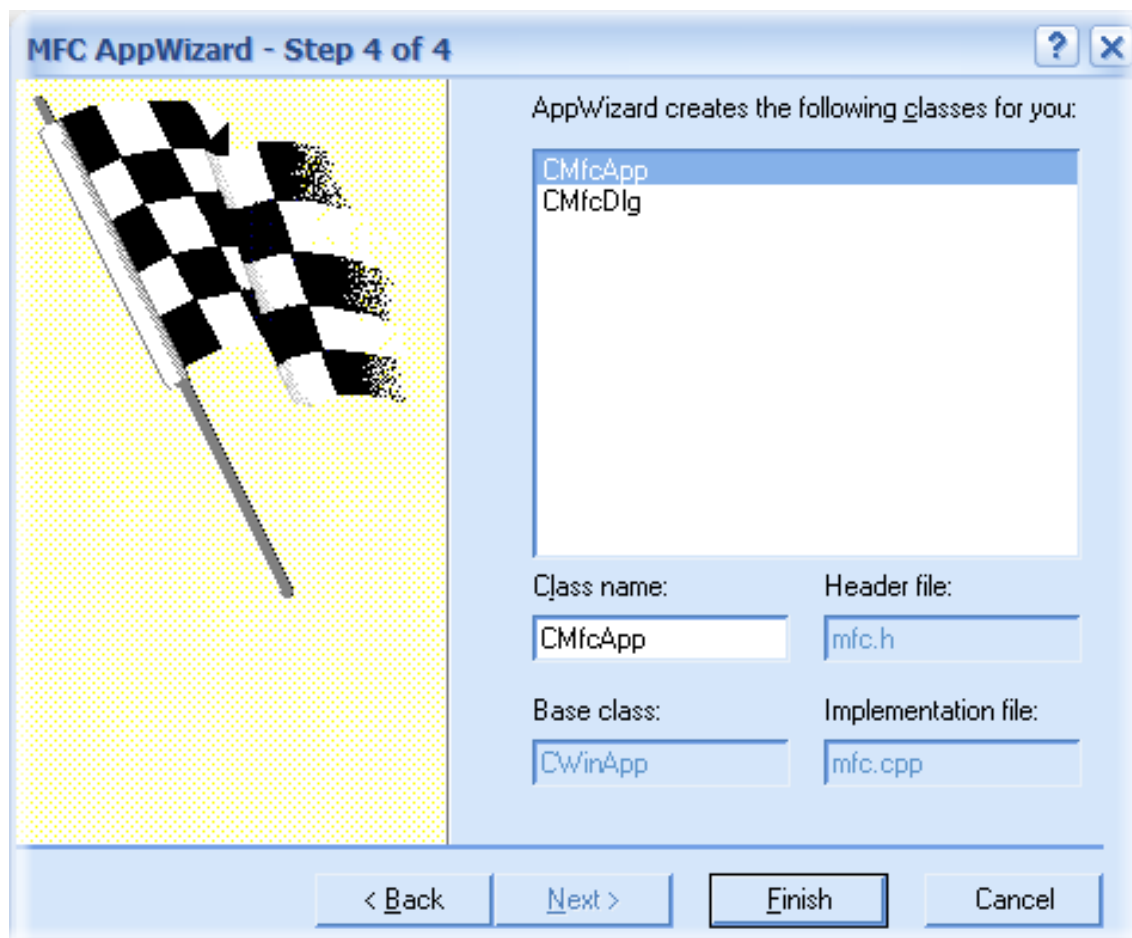 MFC AppWizard - Step 4 of 4
?
AppWizard creates the following classes for you:
CMfcApp
CMfcDlg
Class name:
Header file:
CMfcApp
mfc.h
Base class:
Implementation file:
CWinApp
mfc.cpp
< Back
Next >
Finish
Cancel